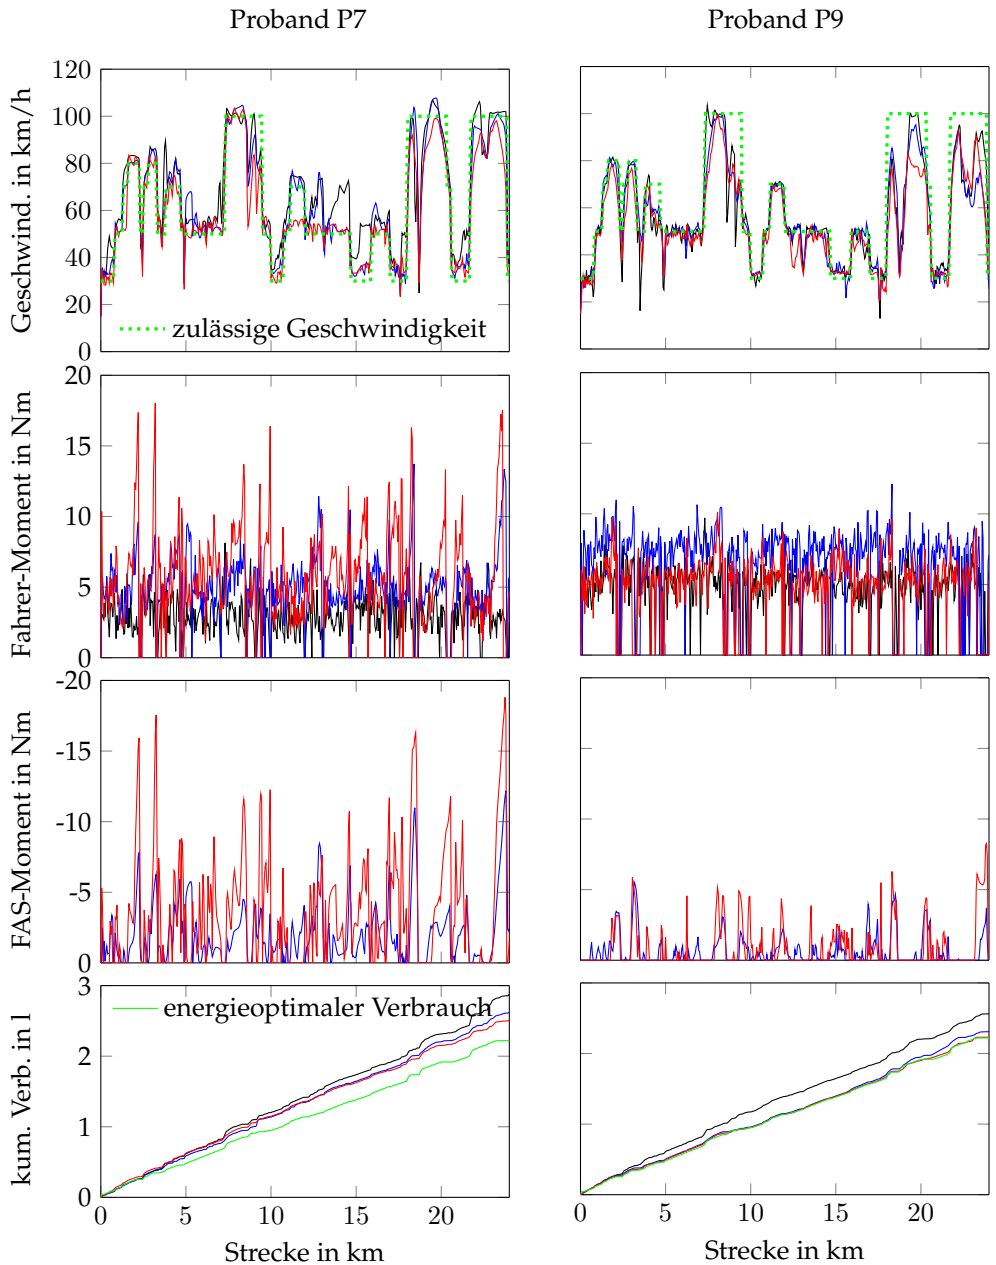 Proband P7
Proband P9
Geschwind. in km/h
120
100
80
60
40
20
0
zulässige Geschwindigkeit
Fahrer-Moment in Nm
20
15
10
5
0
FAS-Moment in Nm
-20
-15
-10
-5
0
kum. Verb. in l
3
2
1
0
energieoptimaler Verbrauch
0 5 10 15 20
0 5 10 15 20
Strecke in km
Strecke in km